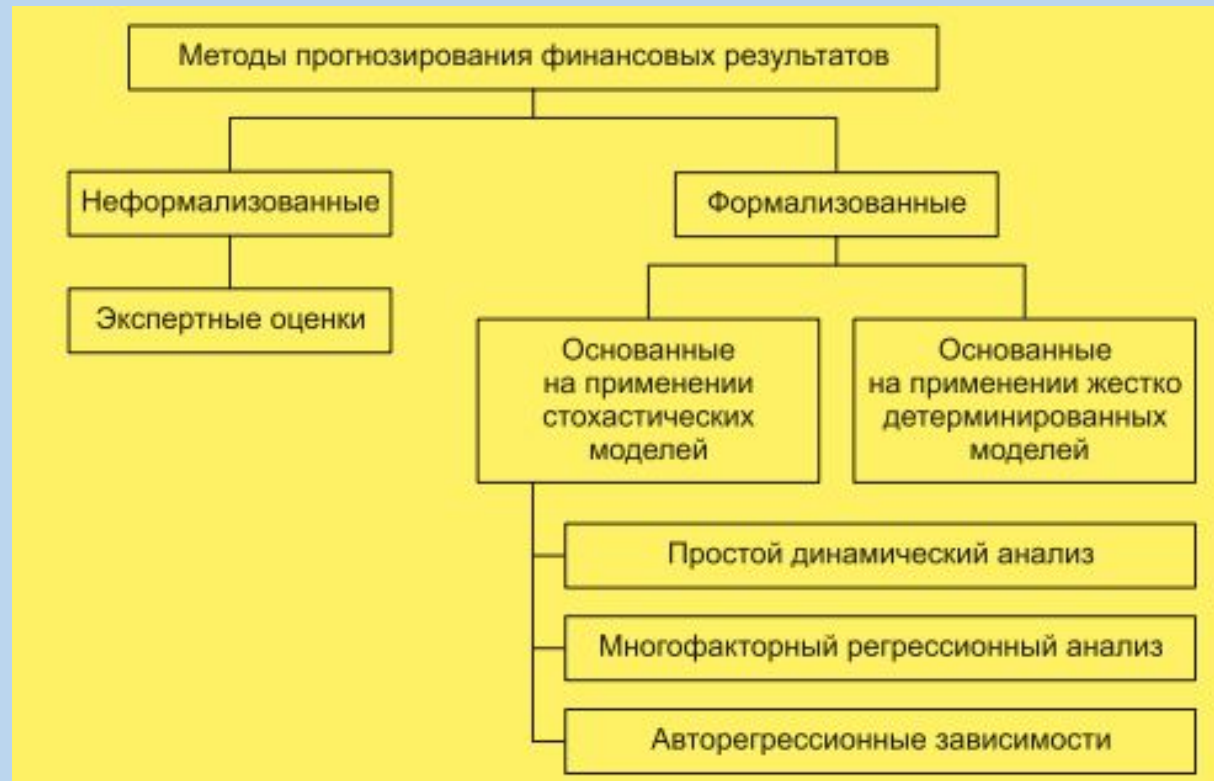 Методы прогнозирования финансовых результатов
Неформализованные
Формализованные
Экспертные оценки
Основанные
на применении
стохастических
моделей
Основанные
на применении жестко
детерминированных
моделей
Простой динамический анализ
Многофакторный регрессионный анализ
Авторегрессионные зависимости